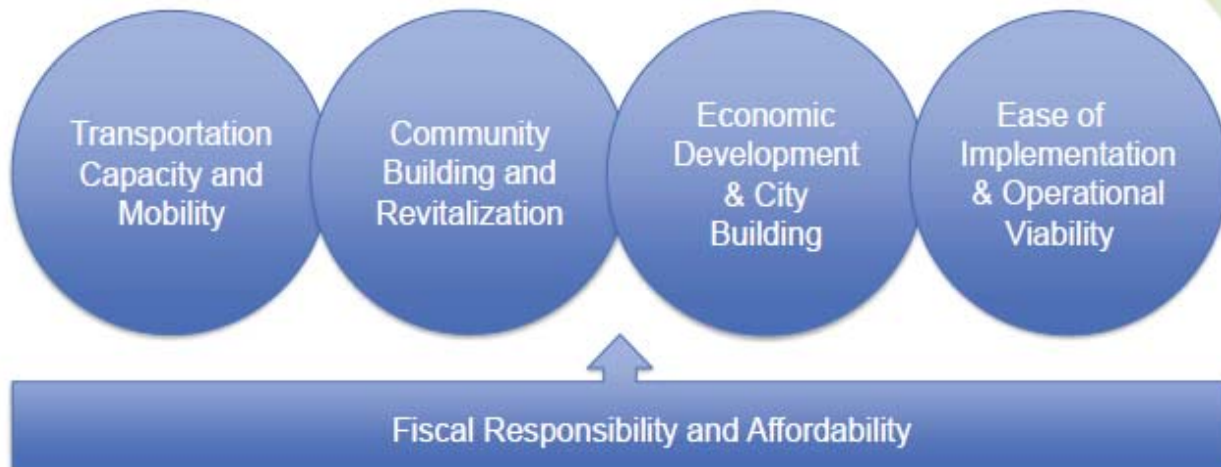 Transportation
Capacity and
Mobility
Community
Building and
Revitalization
Economic
Development
& City
Building
Ease of
Implementation
& Operational
Viability
Fiscal Responsibility and Affordability